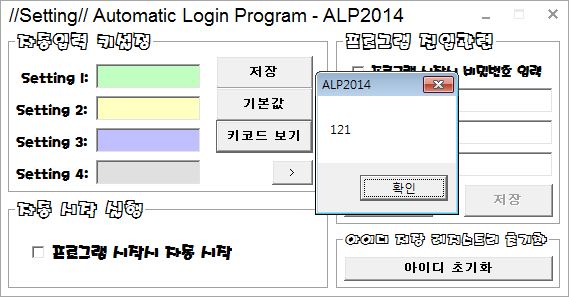 //Setting// Automatic Login Program - ALP2014
자동입력 키설정
Setting 1:
저장
Setting 2:
기본값
Setting 3:
키코드 보기
Setting 4:
>
프로그램 진입관련
프로그램 시작시 비밀번호 입력
저장
ALP2014
121
확인
자동 시작 설정
프로그램 시작시 자동 시작
아이디 저장 레지스트리 초기화
아이디 초기화